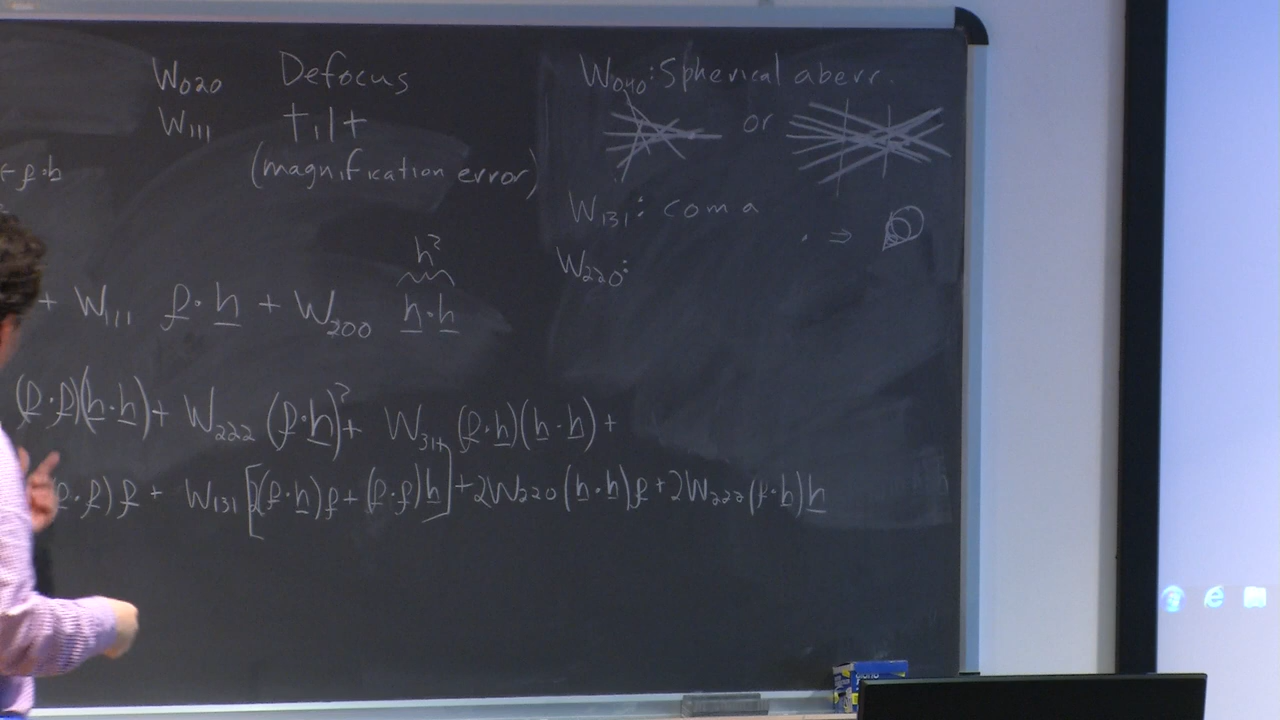 W₀₂₀ Defocus
W₁₁₁ tilt
(magnification error)
ρ·h
W₀₄₀: Spherical aberr.
or
W₁₃₁: coma
· ⇒
W₂₂₀:
h²
+ W₁₁₁ ρ·h + W₂₀₀ h·h
(ρ·ρ)(h·h) + W₂₂₂ (ρ·h)² + W₃₁₁ (ρ·h)(h·h) +
ρ·ρ)ρ + W₁₃₁ [2(ρ·h)ρ + (ρ·ρ)h] + 2W₂₂₀ (h·h)ρ + 2W₂₂₂ (ρ·h)h